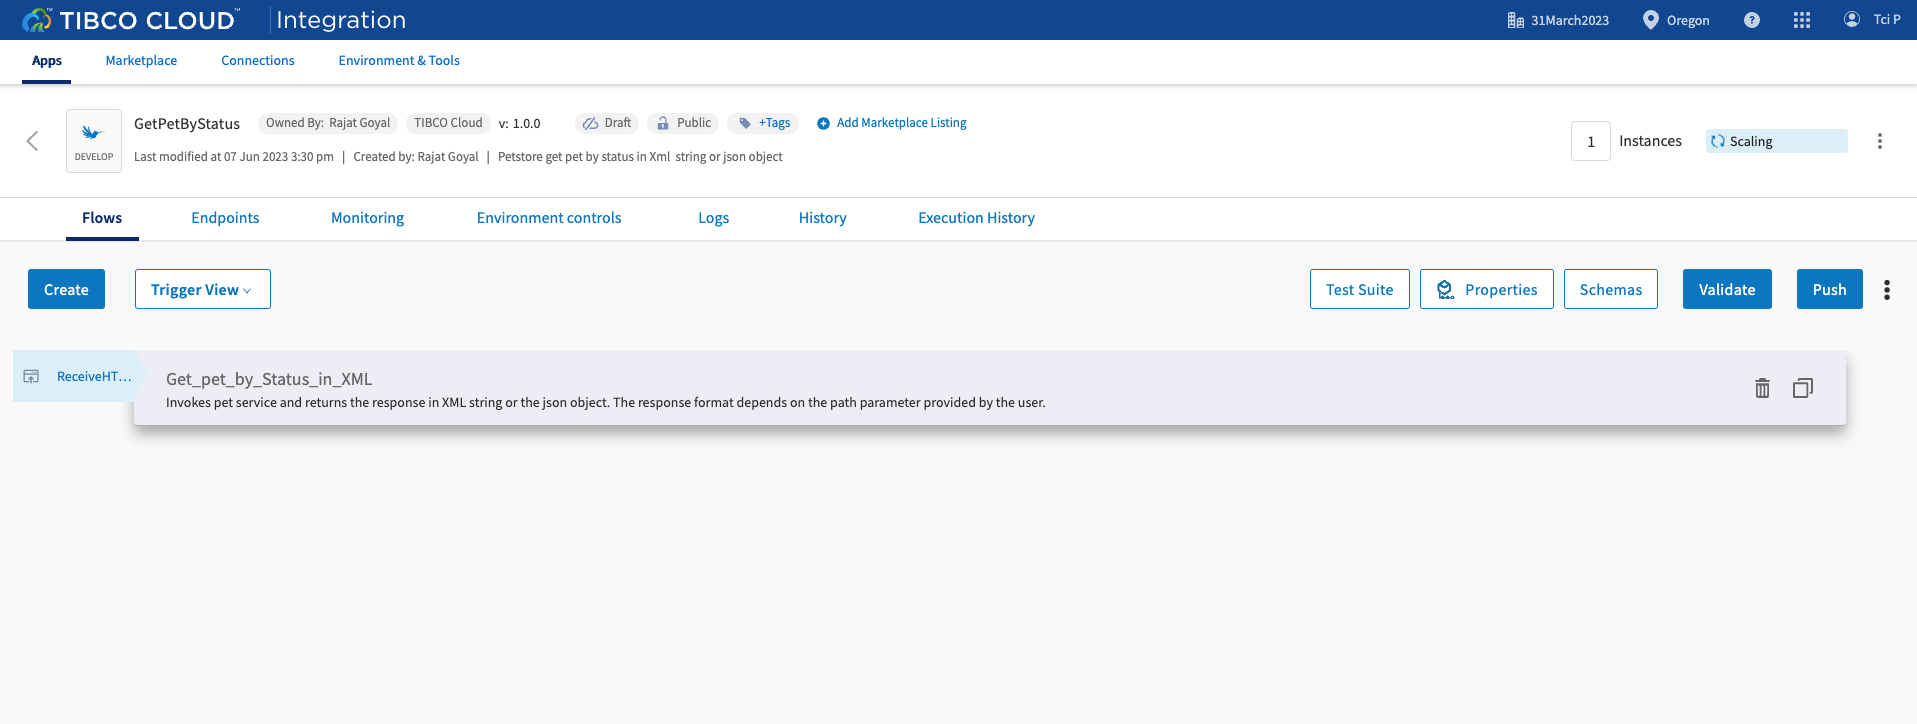 TIBCO CLOUD™ Integration
31March2023 Oregon ? Tci P
Apps Marketplace Connections Environment & Tools
DEVELOP
GetPetByStatus Owned By: Rajat Goyal TIBCO Cloud v: 1.0.0 Draft Public +Tags Add Marketplace Listing
Last modified at 07 Jun 2023 3:30 pm | Created by: Rajat Goyal | Petstore get pet by status in Xml string or json object
1 Instances Scaling
Flows Endpoints Monitoring Environment controls Logs History Execution History
Create Trigger View Test Suite Properties Schemas Validate Push
ReceiveHT...
Get_pet_by_Status_in_XML
Invokes pet service and returns the response in XML string or the json object. The response format depends on the path parameter provided by the user.